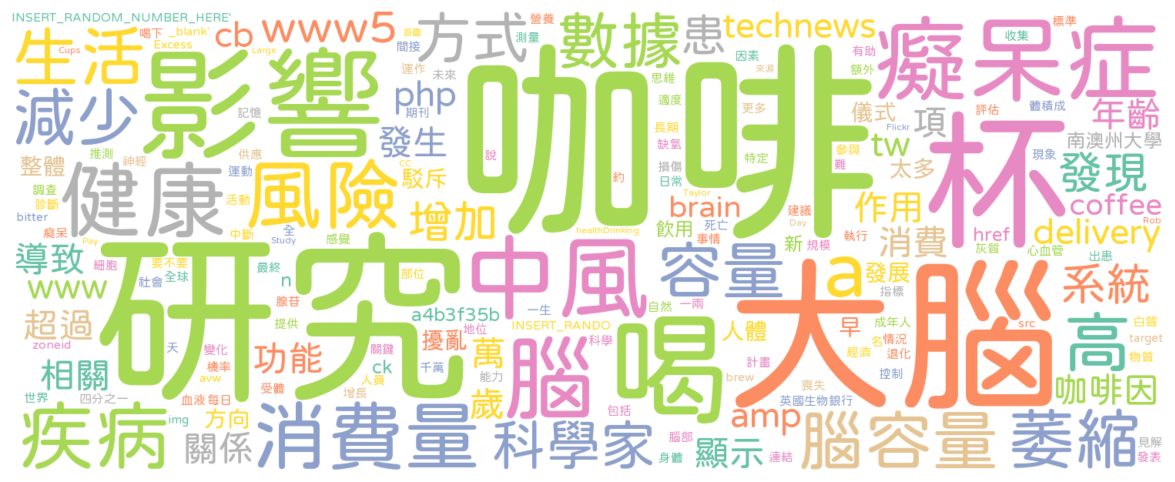 INSERT_RANDOM_NUMBER_HERE'
喝下
_blank'
營養
首圖
標準
Cups
Excess
cb
www5
方式
間接
測量
Large
數據
患
technews
因素
有助
收集
癡呆症
生活
影響
咖啡
運作
未來
來源
思維
額外
減少
記憶
php
期刊
適度
更多
儀式
項
評估
體積成
年齡
Flickr
現象
南澳州大學
推測
神經
供應
發生
cc
長期
缺氧
特定
參與
難
tw
杯
整體
健康
風險
運動
駁斥
說
約
損傷
日常
太多
發現
調查
診斷
活動
增加
Taylor
brain
建議
作用
coffee
bitter
癡呆
中斷
全
感覺
healthDrinking
飲用
死亡
Day
規模
執行
href
Rob
delivery
Pay
Study
事情
新
消費
灰質
心血管
出患
導致
細胞
要不要
全球
社會
最終
n
部位
中風
容量
a
發展
指標
系統
www
研究
腺苷
a4b3f35b
一生
自然
一兩
大腦
超過
zoneid
提供
地位
INSERT_RANDO
科學
人體
早
成年人
名
src
白質
target
天
變化
機率
avw
功能
關鍵
擾亂
萬
喝
經濟
情況
退化
高
物質
相關
受體
人員
千萬
ck
能力
腦
計畫
控制
世界
四分之一
血液
每日
增長
歲
brew
喪失
英國生物銀行
咖啡因
img
方向
包括
amp
疾病
關係
消費量
科學家
腦部
身體
顯示
連結
腦容量
萎縮
見解
發表